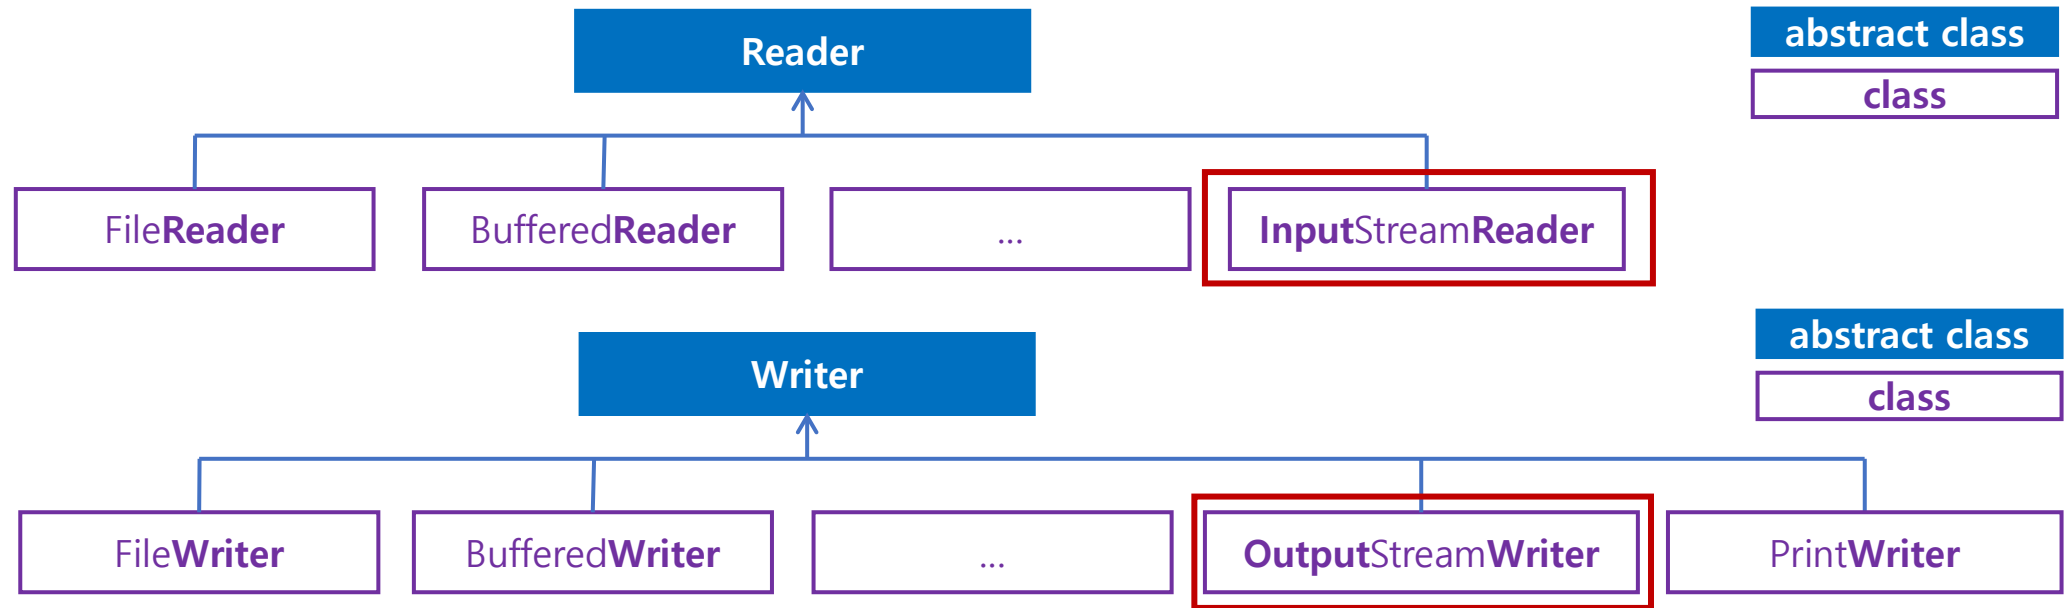 Reader
abstract class
class
FileReader
BufferedReader
...
InputStreamReader
Writer
abstract class
class
FileWriter
BufferedWriter
...
OutputStreamWriter
PrintWriter